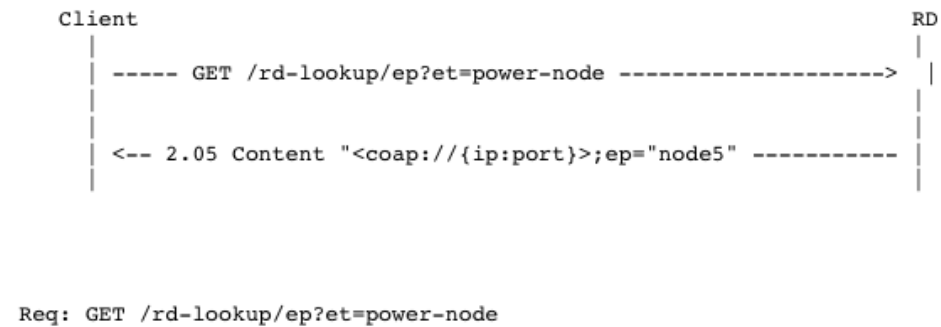 Client RD
| |
| ----- GET /rd-lookup/ep?et=power-node --------------------> |
| |
| |
| <-- 2.05 Content "<coap://{ip:port}>;ep="node5" ----------- |
| |
Req: GET /rd-lookup/ep?et=power-node